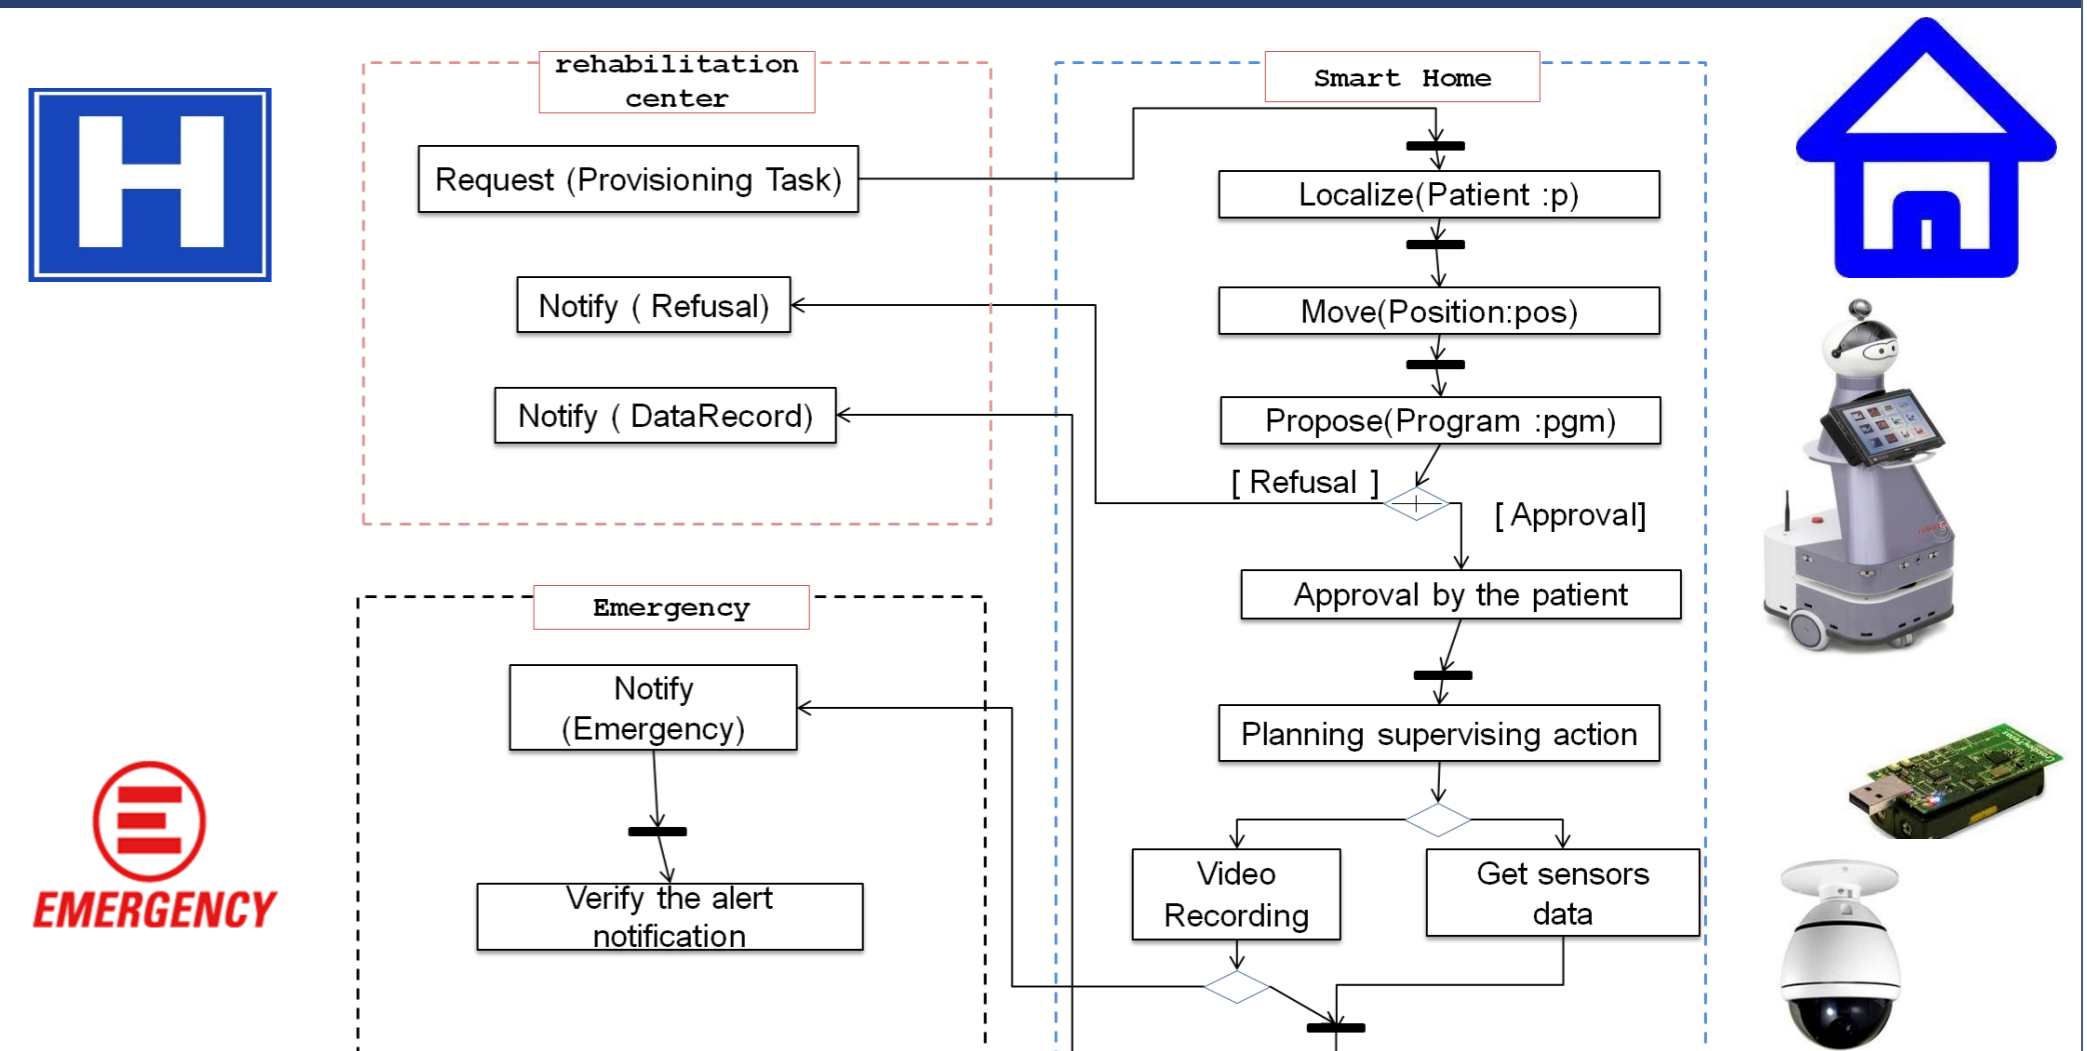 rehabilitation
center
Request (Provisioning Task)
Notify ( Refusal)
Notify ( DataRecord)
Smart Home
Localize(Patient :p)
Move(Position:pos)
Propose(Program :pgm)
[ Refusal ]
[ Approval]
Approval by the patient
Planning supervising action
Video
Recording
Get sensors
data
Emergency
Notify
(Emergency)
Verify the alert
notification
H
E
EMERGENCY